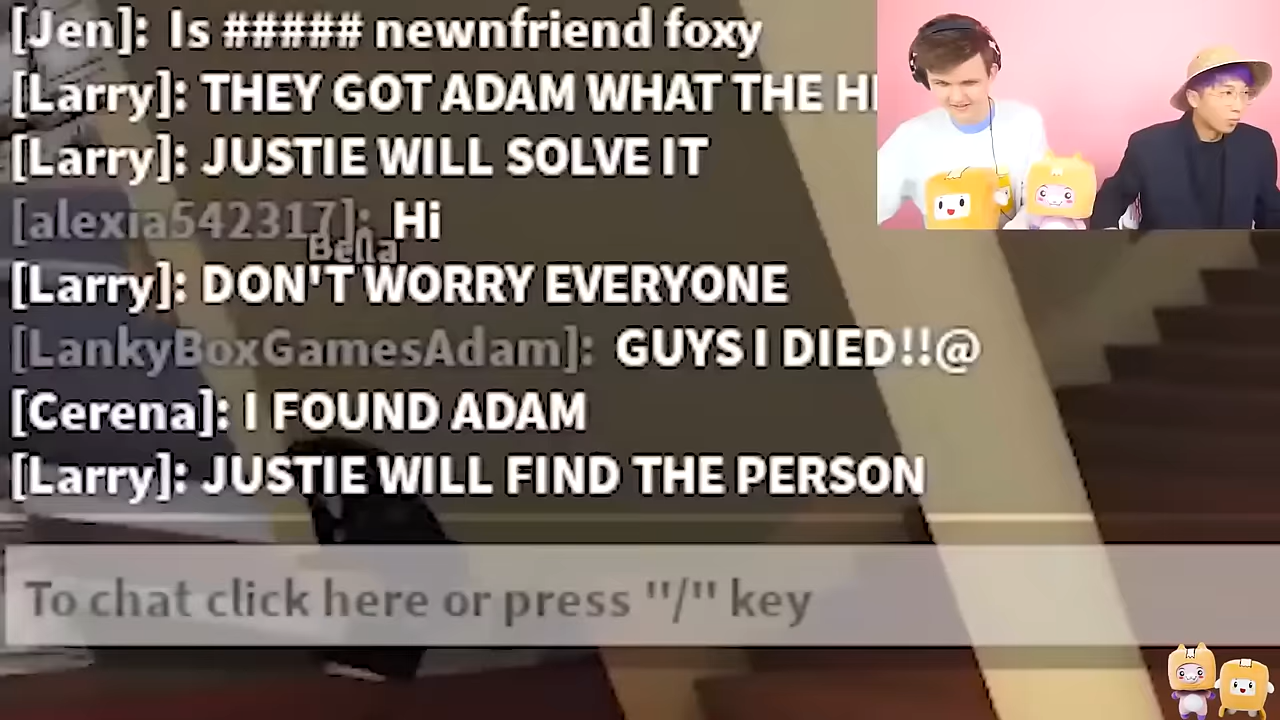 [Jen]: Is ##### newnfriend foxy
[Larry]: THEY GOT ADAM WHAT THE
[Larry]: JUSTIE WILL SOLVE IT
[alexia542317]: Hi
Bella
[Larry]: DON'T WORRY EVERYONE
[LankyBoxGamesAdam]: GUYS I DIED!!@
[Cerena]: I FOUND ADAM
[Larry]: JUSTIE WILL FIND THE PERSON
To chat click here or press "/" key